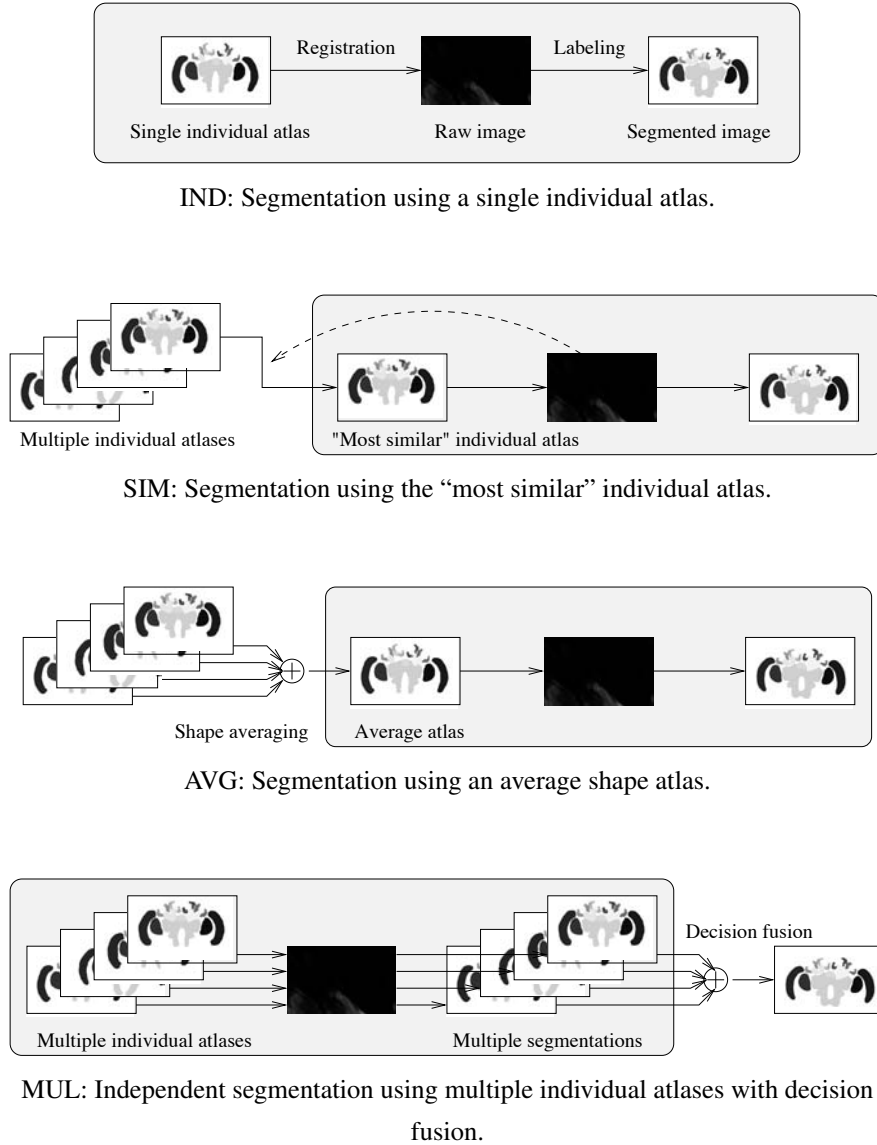 Registration
Labeling
Single individual atlas
Raw image
Segmented image
IND: Segmentation using a single individual atlas.
Multiple individual atlases
"Most similar" individual atlas
SIM: Segmentation using the “most similar” individual atlas.
Shape averaging
Average atlas
AVG: Segmentation using an average shape atlas.
Decision fusion
Multiple individual atlases
Multiple segmentations
MUL: Independent segmentation using multiple individual atlases with decision
fusion.